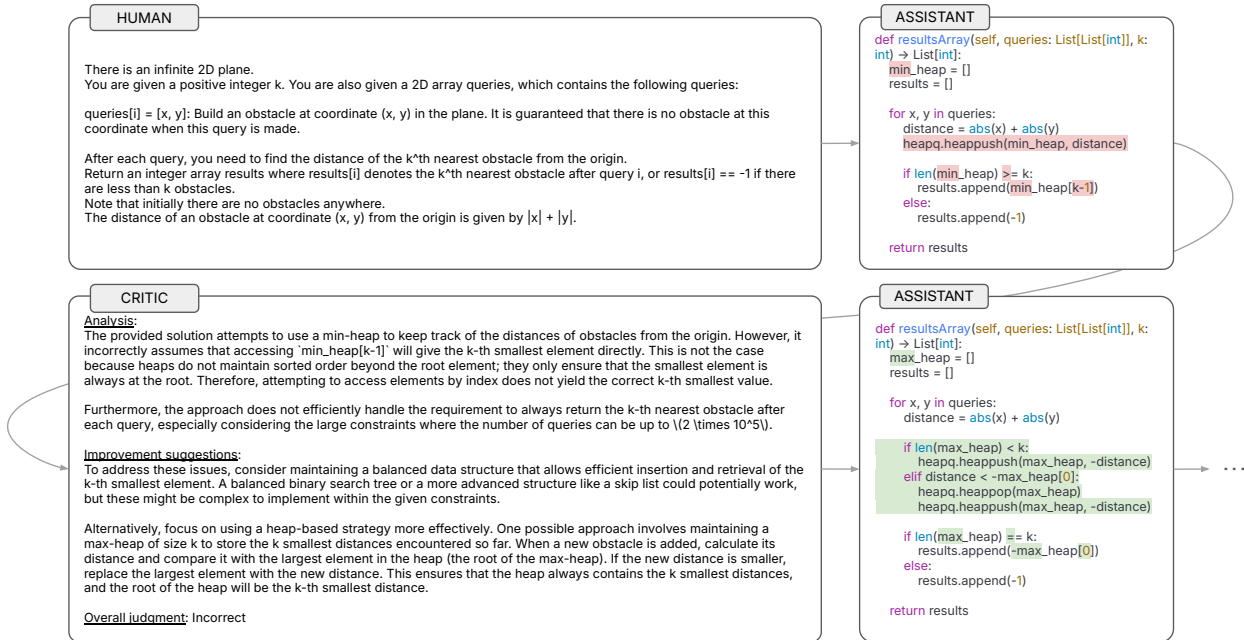 HUMAN
There is an infinite 2D plane.
You are given a positive integer k. You are also given a 2D array queries, which contains the following queries:
queries[i] = [x, y]: Build an obstacle at coordinate (x, y) in the plane. It is guaranteed that there is no obstacle at this
coordinate when this query is made.
After each query, you need to find the distance of the k^th nearest obstacle from the origin.
Return an integer array results where results[i] denotes the k^th nearest obstacle after query i, or results[i] == -1 if there
are less than k obstacles.
Note that initially there are no obstacles anywhere.
The distance of an obstacle at coordinate (x, y) from the origin is given by |x| + |y|.
ASSISTANT
def resultsArray(self, queries: List[List[int]], k:
int) → List[int]:
min_heap = []
results = []
for x, y in queries:
distance = abs(x) + abs(y)
heapq.heappush(min_heap, distance)
if len(min_heap) >= k:
results.append(min_heap[k-1])
else:
results.append(-1)
return results
CRITIC
Analysis:
The provided solution attempts to use a min-heap to keep track of the distances of obstacles from the origin. However, it
incorrectly assumes that accessing `min_heap[k-1]` will give the k-th smallest element directly. This is not the case
because heaps do not maintain sorted order beyond the root element; they only ensure that the smallest element is
always at the root. Therefore, attempting to access elements by index does not yield the correct k-th smallest value.
Furthermore, the approach does not efficiently handle the requirement to always return the k-th nearest obstacle after
each query, especially considering the large constraints where the number of queries can be up to \(2 \times 10^5\).
Improvement suggestions:
To address these issues, consider maintaining a balanced data structure that allows efficient insertion and retrieval of the
k-th smallest element. A balanced binary search tree or a more advanced structure like a skip list could potentially work,
but these might be complex to implement within the given constraints.
Alternatively, focus on using a heap-based strategy more effectively. One possible approach involves maintaining a
max-heap of size k to store the k smallest distances encountered so far. When a new obstacle is added, calculate its
distance and compare it with the largest element in the heap (the root of the max-heap). If the new distance is smaller,
replace the largest element with the new distance. This ensures that the heap always contains the k smallest distances,
and the root of the heap will be the k-th smallest distance.
Overall judgment: Incorrect
ASSISTANT
def resultsArray(self, queries: List[List[int]], k:
int) → List[int]:
max_heap = []
results = []
for x, y in queries:
distance = abs(x) + abs(y)
if len(max_heap) < k:
heapq.heappush(max_heap, -distance)
elif distance < -max_heap[0]:
heapq.heappop(max_heap)
heapq.heappush(max_heap, -distance)
if len(max_heap) == k:
results.append(-max_heap[0])
else:
results.append(-1)
return results
...